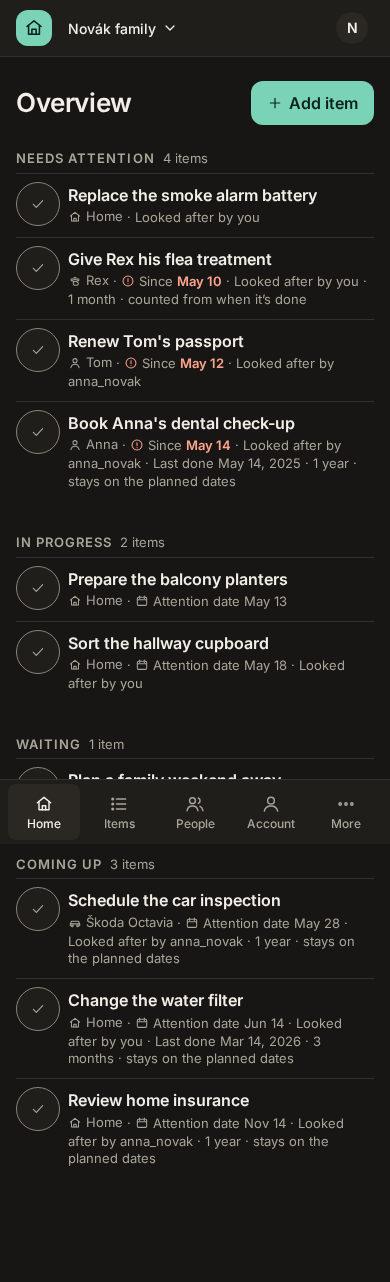 Novák family
N
Overview
+ Add item
NEEDS ATTENTION 4 items
Replace the smoke alarm battery
Home · Looked after by you
Give Rex his flea treatment
Rex · Since May 10 · Looked after by you ·
1 month · counted from when it’s done
Renew Tom's passport
Tom · Since May 12 · Looked after by
anna_novak
Book Anna's dental check-up
Anna · Since May 14 · Looked after by
anna_novak · Last done May 14, 2025 · 1 year ·
stays on the planned dates
IN PROGRESS 2 items
Prepare the balcony planters
Home · Attention date May 13
Sort the hallway cupboard
Home · Attention date May 18 · Looked
after by you
WAITING 1 item
Plan a family weekend away
Home
Items
People
Account
More
COMING UP 3 items
Schedule the car inspection
Škoda Octavia · Attention date May 28 ·
Looked after by anna_novak · 1 year · stays on
the planned dates
Change the water filter
Home · Attention date Jun 14 · Looked
after by you · Last done Mar 14, 2026 · 3
months · stays on the planned dates
Review home insurance
Home · Attention date Nov 14 · Looked
after by anna_novak · 1 year · stays on the
planned dates